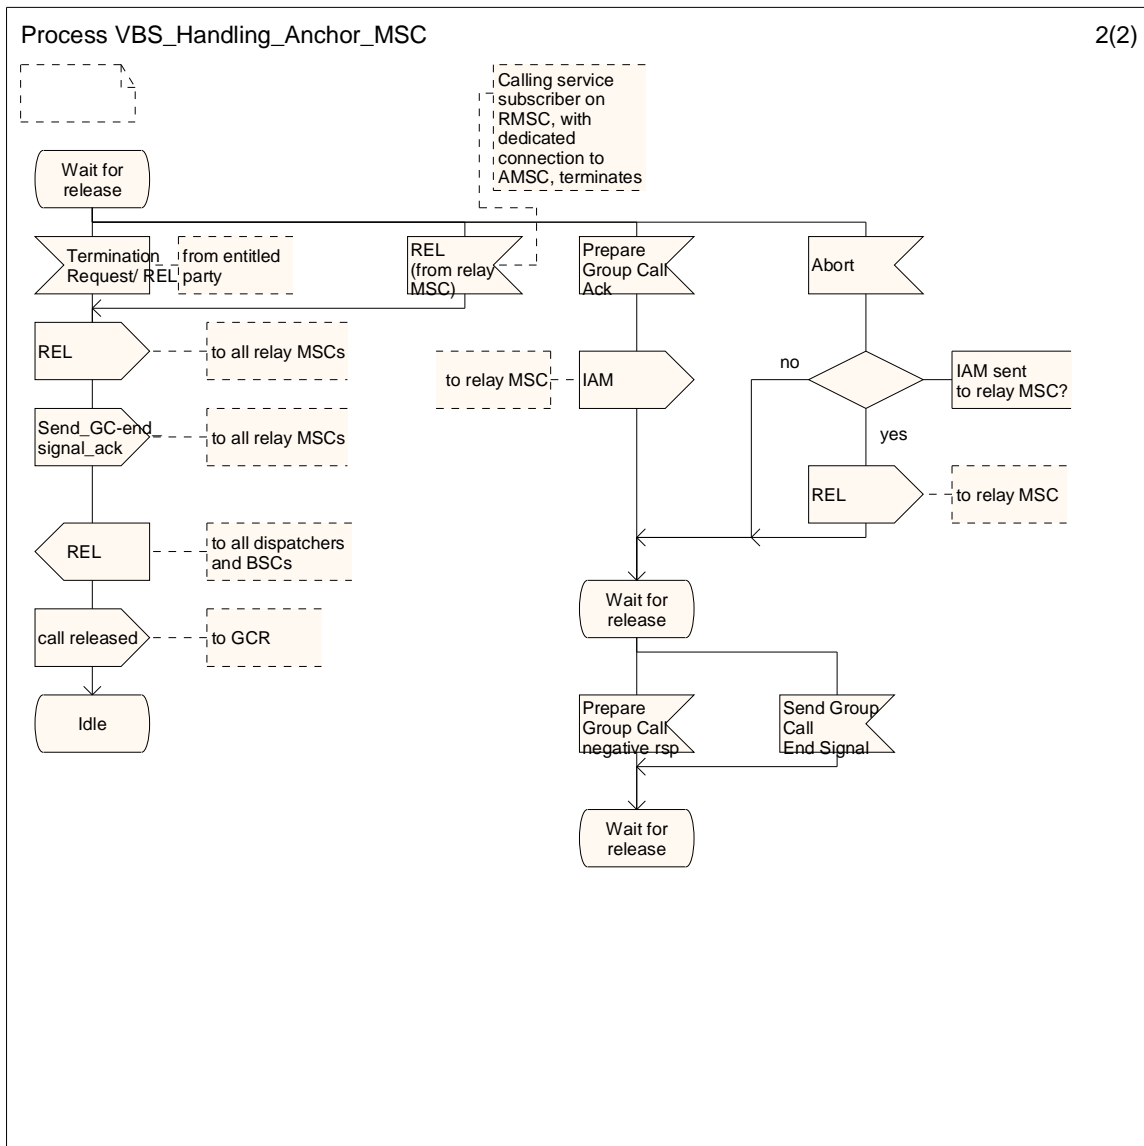 Process VBS_Handling_Anchor_MSC
2(2)
Calling service
subscriber on
RMSC, with
dedicated
connection to
AMSC, terminates
Wait for
release
Termination
Request/ REL
from entitled
party
REL
(from relay
MSC)
Prepare
Group Call
Ack
Abort
REL
to all relay MSCs
to relay MSC
IAM
no
IAM sent
to relay MSC?
Send_GC-end_
signal_ack
to all relay MSCs
yes
REL
to relay MSC
REL
to all dispatchers
and BSCs
Wait for
release
call released
to GCR
Idle
Prepare
Group Call
negative rsp
Send Group
Call
End Signal
Wait for
release